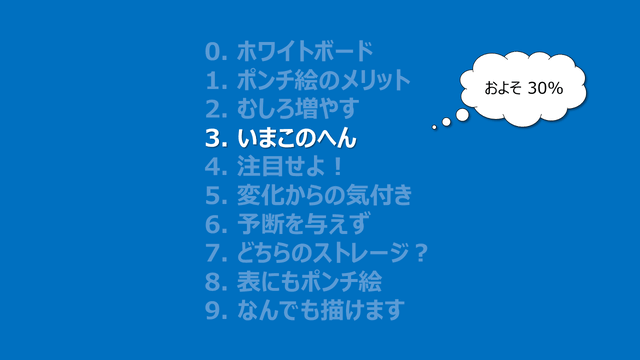 0. ホワイトボード
1. ポンチ絵のメリット
2. むしろ増やす
3. いまこのへん
4. 注目せよ！
5. 変化からの気付き
6. 予断を与えず
7. どちらのストレージ？
8. 表にもポンチ絵
9. なんでも描けます
およそ 30%